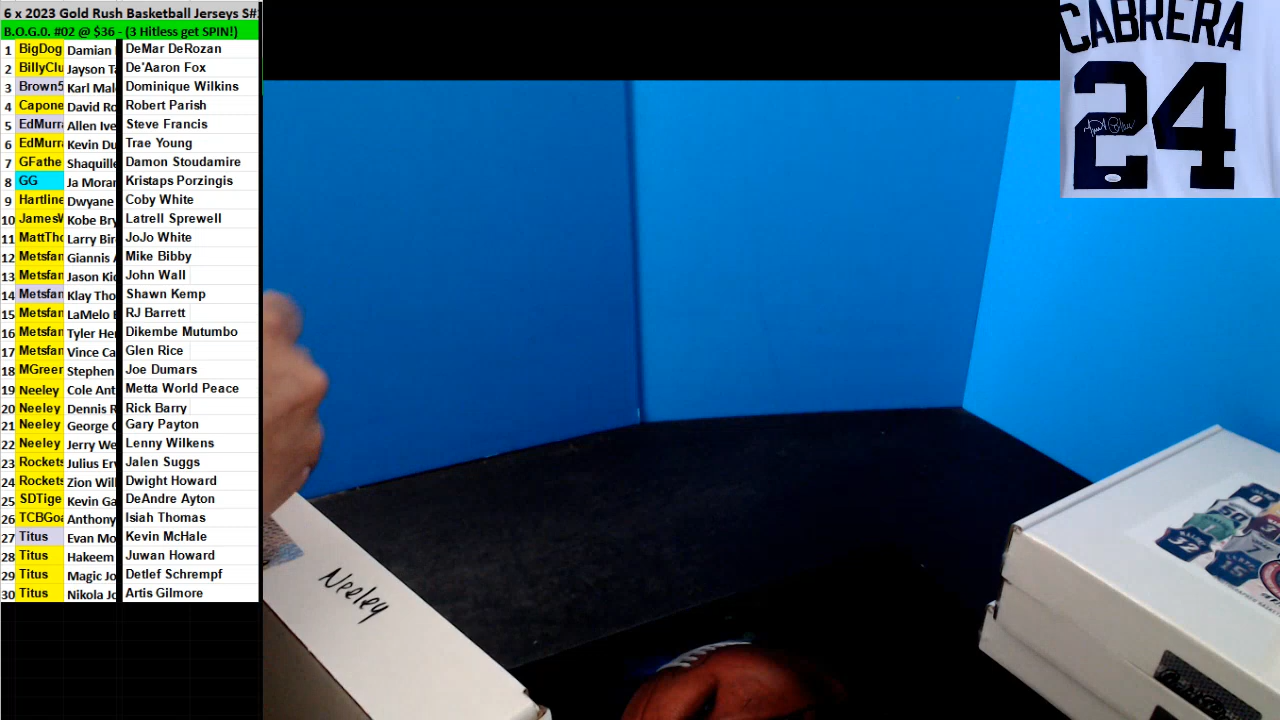 6 x 2023 Gold Rush Basketball Jerseys S#
B.O.G.O. #02 @ $36 - (3 Hitless get SPIN!)
1 BigDog Damian DeMar DeRozan
2 BillyClu Jayson Ta De'Aaron Fox
3 Brown5 Karl Mal Dominique Wilkins
4 Capone David Ro Robert Parish
5 EdMurra Allen Ive Steve Francis
6 EdMurra Kevin Du Trae Young
7 GFathe Shaquille Damon Stoudamire
8 GG Ja Moran Kristaps Porzingis
9 Hartline Dwyane Coby White
10 JamesW Kobe Bry Latrell Sprewell
11 MattTho Larry Bir JoJo White
12 Metsfan Giannis A Mike Bibby
13 Metsfan Jason Kid John Wall
14 Metsfan Klay Tho Shawn Kemp
15 Metsfan LaMelo B RJ Barrett
16 Metsfan Tyler Her Dikembe Mutumbo
17 Metsfan Vince Ca Glen Rice
18 MGreen Stephen Joe Dumars
19 Neeley Cole Ant Metta World Peace
20 Neeley Dennis R Rick Barry
21 Neeley George G Gary Payton
22 Neeley Jerry We Lenny Wilkens
23 Rockets Julius Erv Jalen Suggs
24 Rockets Zion Will Dwight Howard
25 SDTige Kevin Ga DeAndre Ayton
26 TCBGoa Anthony Isiah Thomas
27 Titus Evan Mo Kevin McHale
28 Titus Hakeem Juwan Howard
29 Titus Magic Jo Detlef Schrempf
30 Titus Nikola Jo Artis Gilmore
CABRERA
24
Neeley